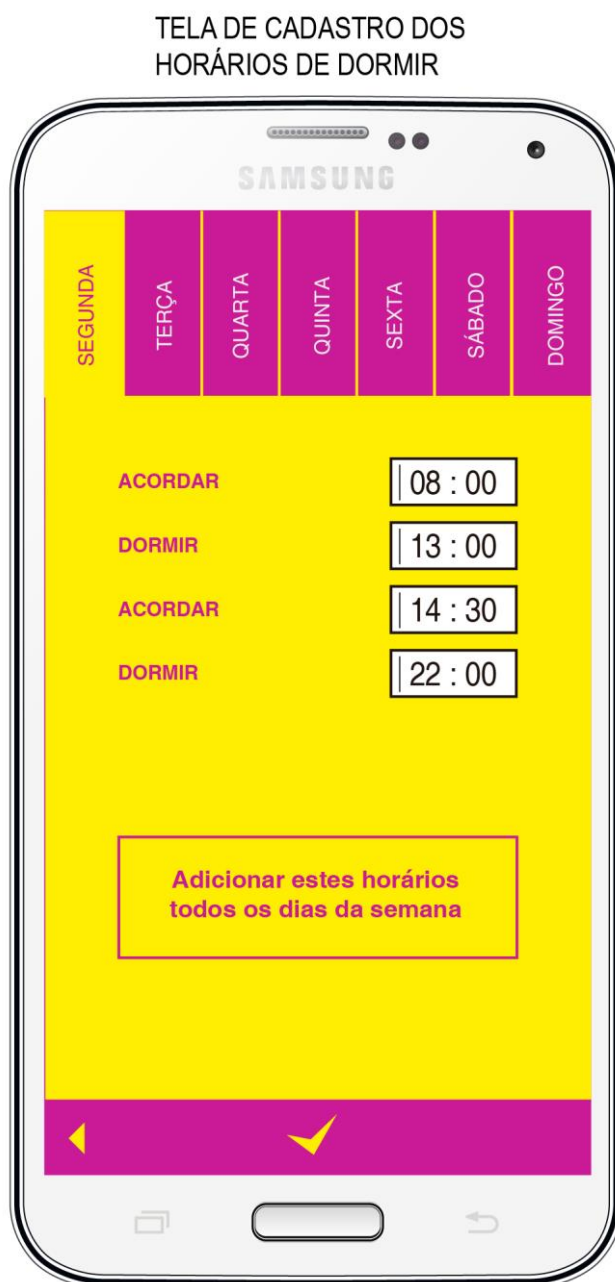 TELA DE CADASTRO DOS
HORÁRIOS DE DORMIR
SAMSUNG
SEGUNDA
TERÇA
QUARTA
QUINTA
SEXTA
SÁBADO
DOMINGO
ACORDAR 08 : 00
DORMIR 13 : 00
ACORDAR 14 : 30
DORMIR 22 : 00
Adicionar estes horários
todos os dias da semana